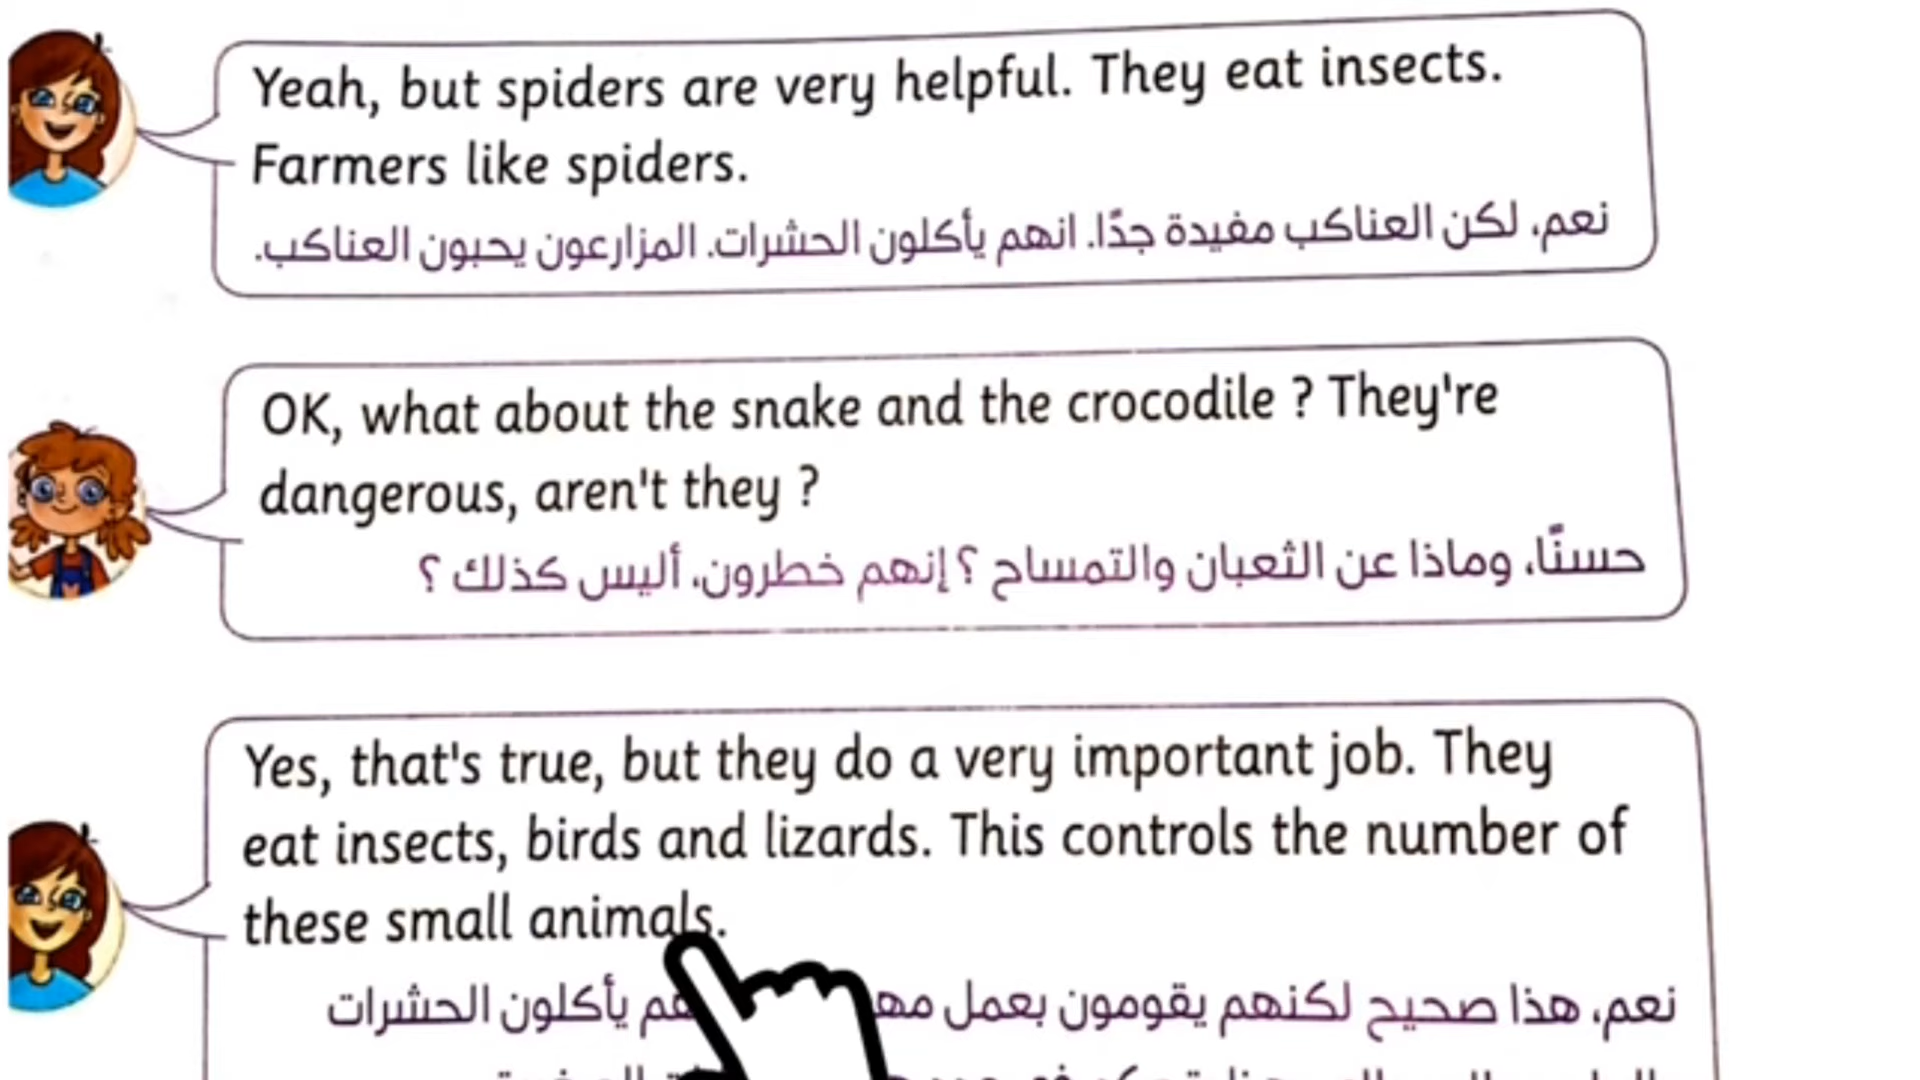 Yeah, but spiders are very helpful. They eat insects.
Farmers like spiders.
نعم، لكن العناكب مفيدة جدًا. انهم يأكلون الحشرات. المزارعون يحبون العناكب.
OK, what about the snake and the crocodile ? They're
dangerous, aren't they ?
حسنًا، وماذا عن الثعبان والتمساح ؟ إنهم خطرون، أليس كذلك ؟
Yes, that's true, but they do a very important job. They
eat insects, birds and lizards. This controls the number of
these small animals.
نعم، هذا صحيح لكنهم يقومون بعمل يأكلون الحشرات